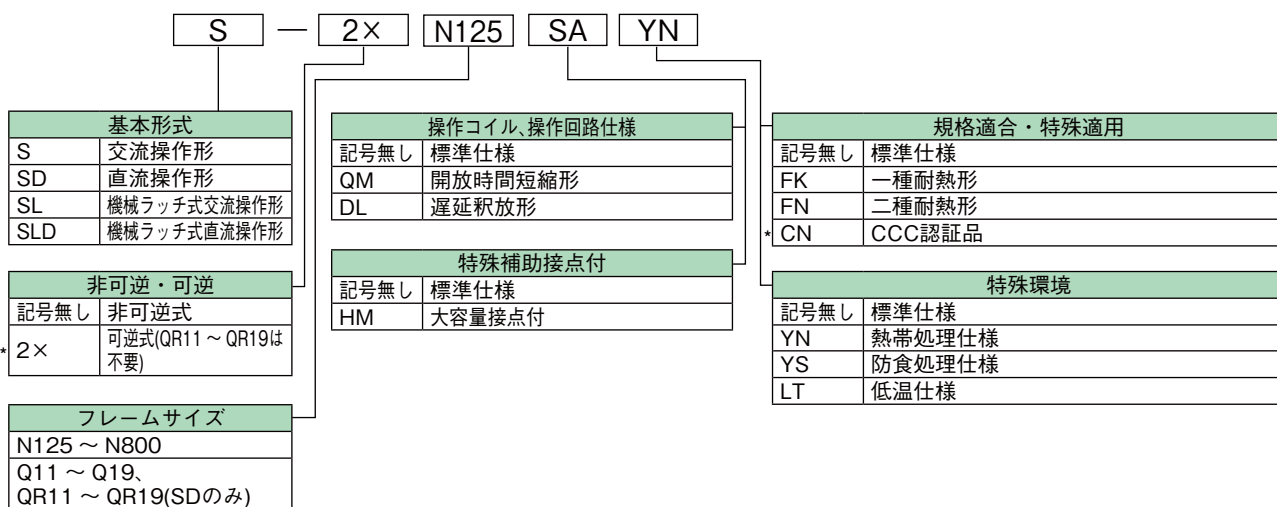 S — 2× N125 SA YN
基本形式
S 交流操作形
SD 直流操作形
SL 機械ラッチ式交流操作形
SLD 機械ラッチ式直流操作形
非可逆・可逆
記号無し 非可逆式
* 2× 可逆式(QR11 ~ QR19は
不要)
フレームサイズ
N125 ~ N800
Q11 ~ Q19、
QR11 ~ QR19(SDのみ)
操作コイル、操作回路仕様
記号無し 標準仕様
QM 開放時間短縮形
DL 遅延釈放形
特殊補助接点付
記号無し 標準仕様
HM 大容量接点付
規格適合・特殊適用
記号無し 標準仕様
FK 一種耐熱形
FN 二種耐熱形
* CN CCC認証品
特殊環境
記号無し 標準仕様
YN 熱帯処理仕様
YS 防食処理仕様
LT 低温仕様